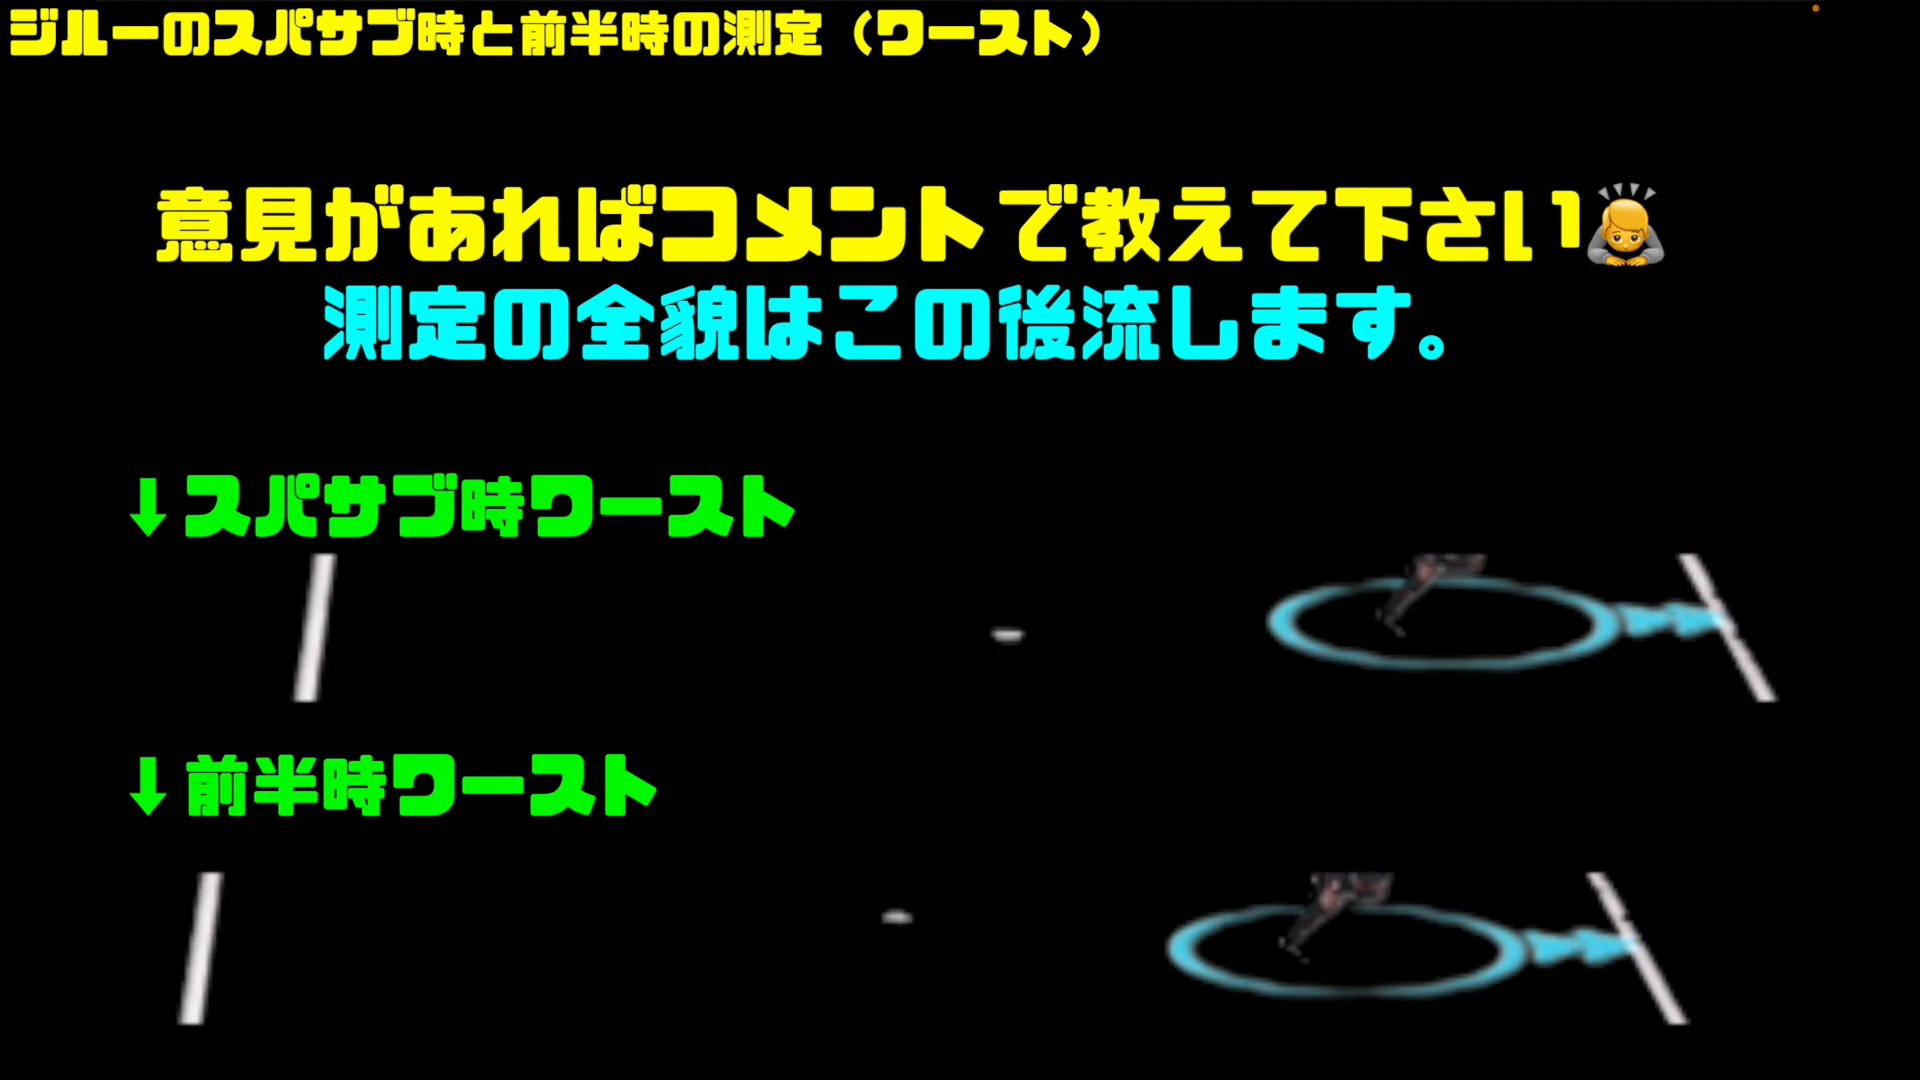 ジルーのスパサブ時と前半時の測定（ワースト）
意見があればコメントで教えて下さい🙇
測定の全貌はこの後流します。
↓スパサブ時ワースト
↓前半時ワースト